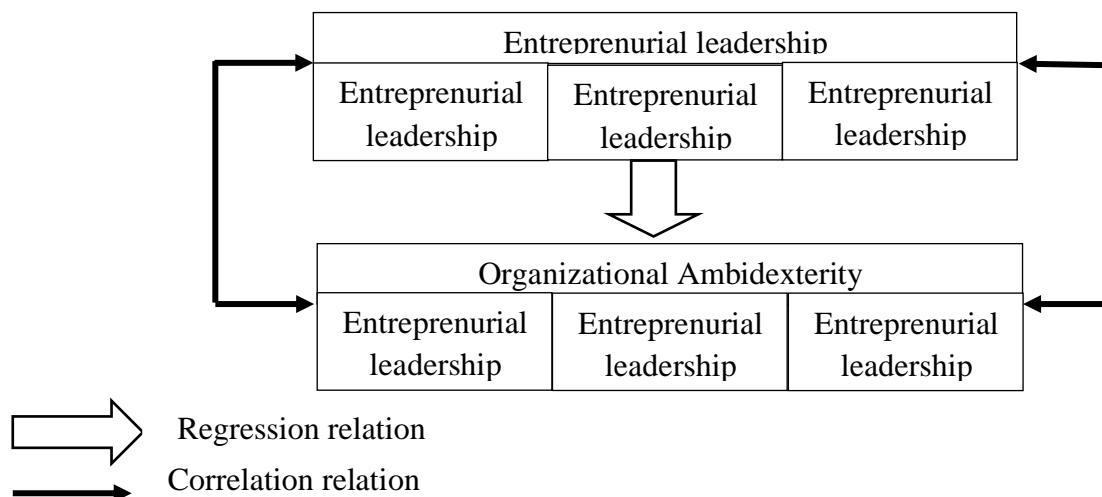 Entreprenurial leadership
Entreprenurial
leadership
Entreprenurial
leadership
Entreprenurial
leadership
Organizational Ambidexterity
Entreprenurial
leadership
Entreprenurial
leadership
Entreprenurial
leadership
Regression relation
Correlation relation